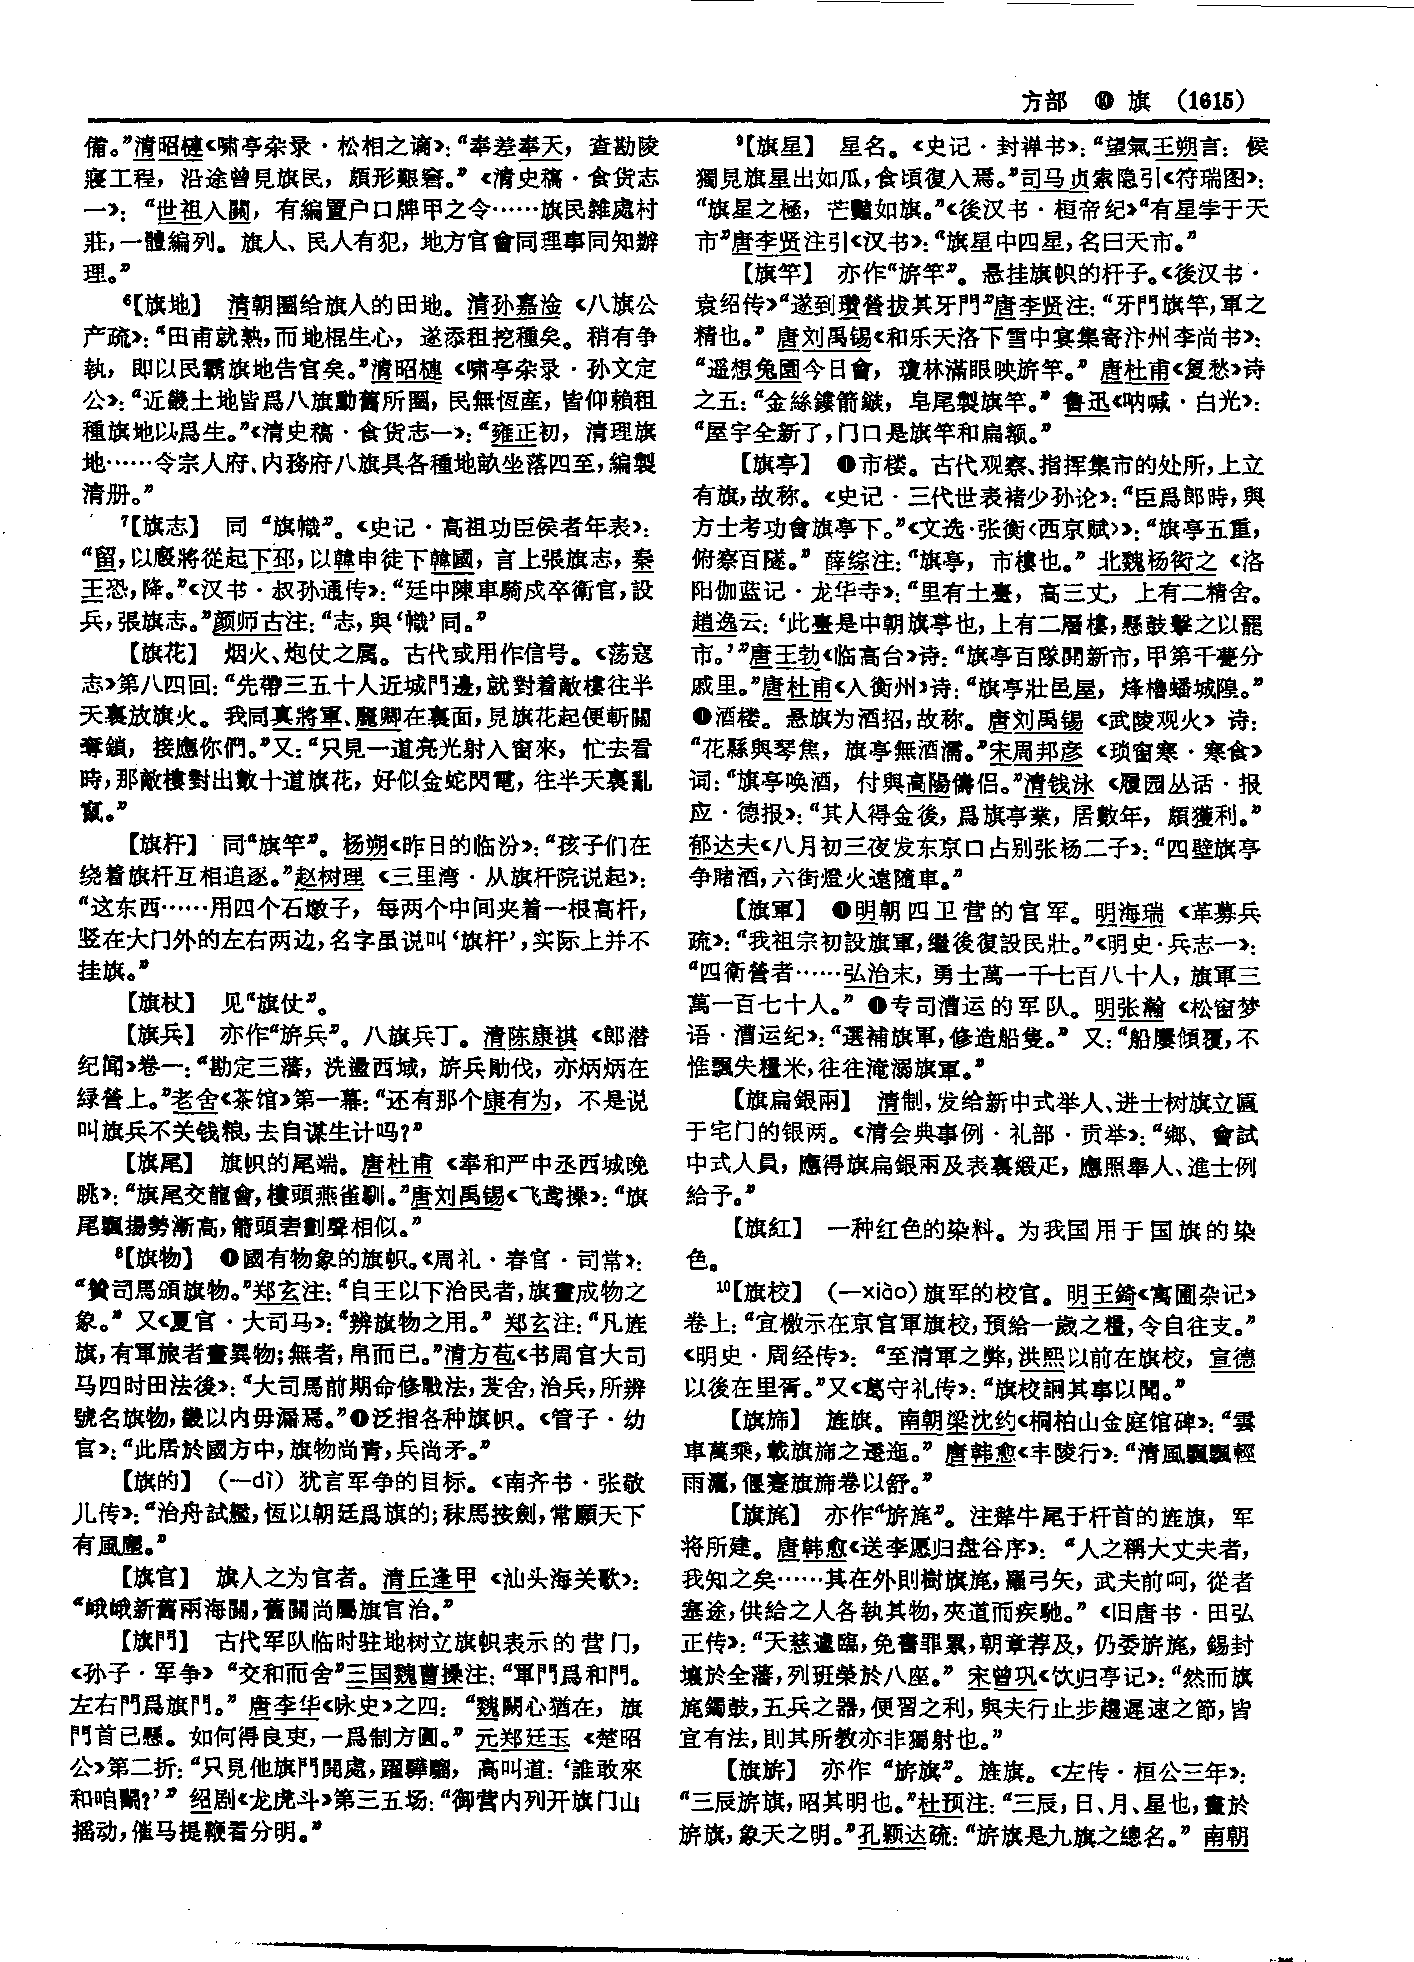 方部 ⑩ 旗 (1615)
備。”清昭槤《啸亭杂录·松相之谪》：“奉差奉天，查勘陵
寢工程，沿途曾見旗民，頗形艱窘。”《清史稿·食货志
一》：“世祖入關，有編置户口牌甲之令……旗民雜處村
莊，一體編列。旗人、民人有犯，地方官會同理事同知辦
理。”
6【旗地】 清朝圈给旗人的田地。清孙嘉淦《八旗公
产疏》：“田甫就熟，而地棍生心，遂添租挖種矣。稍有争
執，即以民霸旗地告官矣。”清昭槤《啸亭杂录·孙文定
公》：“近畿土地皆爲八旗勳舊所圈，民無恆産，皆仰賴租
種旗地以爲生。”《清史稿·食货志一》：“雍正初，清理旗
地……令宗人府、内務府八旗具各種地畝坐落四至，編製
清册。”
7【旗志】 同“旗幟”。《史记·高祖功臣侯者年表》：
“留，以廄將從起下邳，以韓申徒下韓國，言上張旗志，秦
王恐，降。”《汉书·叔孙通传》：“廷中陳車騎戍卒衛官，設
兵，張旗志。”颜师古注：“志，與‘幟’同。”
【旗花】 烟火、炮仗之属。古代或用作信号。《荡寇
志》第八四回：“先帶三五十人近城門邊，就對着敵樓往半
天裏放旗火。我同真將軍、麗卿在裏面，見旗花起便斬關
奪鎖，接應你們。”又：“只見一道亮光射入窗來，忙去看
時，那敵樓對出數十道旗花，好似金蛇閃電，往半天裏亂
竄。”
【旗杆】 同“旗竿”。杨朔《昨日的临汾》：“孩子们在
绕着旗杆互相追逐。”赵树理《三里湾·从旗杆院说起》：
“这东西……用四个石墩子，每两个中间夹着一根高杆，
竖在大门外的左右两边，名字虽说叫‘旗杆’，实际上并不
挂旗。”
【旗杖】 见“旗仗”。
【旗兵】 亦作“旂兵”。八旗兵丁。清陈康祺《郎潜
纪闻》卷一：“勘定三藩，洗盪西域，旂兵勛伐，亦炳炳在
緑營上。”老舍《茶馆》第一幕：“还有那个康有为，不是说
叫旗兵不关钱粮，去自谋生计吗？”
【旗尾】 旗帜的尾端。唐杜甫《奉和严中丞西城晚
眺》：“旗尾交龍會，樓頭燕雀馴。”唐刘禹锡《飞鸢操》：“旗
尾飄揚勢漸高，箭頭砉劃聲相似。”
8【旗物】 ❶國有物象的旗帜。《周礼·春官·司常》：
“贊司馬頒旗物。”郑玄注：“自王以下治民者，旗畫成物之
象。”又《夏官·大司马》：“辨旗物之用。”郑玄注：“凡旌
旗，有軍旅者畫異物；無者，帛而已。”清方苞《书周官大司
马四时田法後》：“大司馬前期命修戰法，茇舍，治兵，所辨
號名旗物，畿以内毋漏焉。”❶泛指各种旗帜。《管子·幼
官》：“此居於國方中，旗物尚青，兵尚矛。”
【旗的】 (—dì) 犹言军争的目标。《南齐书·张敬
儿传》：“治舟試艦，恆以朝廷爲旗的；秣馬按劍，常願天下
有風塵。”
【旗官】 旗人之为官者。清丘逢甲《汕头海关歌》：
“峨峨新舊兩海關，舊關尚屬旗官治。”
【旗門】 古代军队临时驻地树立旗帜表示的营门，
《孙子·军争》“交和而舍”三国魏曹操注：“軍門爲和門。
左右門爲旗門。”唐李华《咏史》之四：“魏闕心猶在，旗
門首已懸。如何得良吏，一爲制方圓。”元郑廷玉《楚昭
公》第二折：“只見他旗門開處，躍驊騮，高叫道：‘誰敢來
和咱鬭？’”绍剧《龙虎斗》第三五场：“御营内列开旗门山
摇动，催马提鞭看分明。”
9【旗星】 星名。《史记·封禅书》：“望氣王朔言：候
獨見旗星出如瓜，食頃復入焉。”司马贞索隐引《符瑞图》：
“旗星之極，芒豔如旗。”《後汉书·桓帝纪》“有星孛于天
市”唐李贤注引《汉书》：“旗星中四星，名曰天市。”
【旗竿】 亦作“旂竿”。悬挂旗帜的杆子。《後汉书·
袁绍传》“遂到瓚營拔其牙門”唐李贤注：“牙門旗竿，軍之
精也。”唐刘禹锡《和乐天洛下雪中宴集寄汴州李尚书》：
“遥想兔園今日會，瓊林滿眼映旂竿。”唐杜甫《复愁》诗
之五：“金絲鏤箭鏃，皂尾製旗竿。”鲁迅《呐喊·白光》：
“屋宇全新了，门口是旗竿和扁额。”
【旗亭】 ❶市楼。古代观察、指挥集市的处所，上立
有旗，故称。《史记·三代世表褚少孙论》：“臣爲郎時，與
方士考功會旗亭下。”《文选·张衡〈西京赋〉》：“旗亭五重，
俯察百隧。”薛综注：“旗亭，市樓也。”北魏杨衒之《洛
阳伽蓝记·龙华寺》：“里有土臺，高三丈，上有二精舍。
趙逸云：‘此臺是中朝旗亭也，上有二層樓，懸鼓擊之以罷
市。’”唐王勃《临高台》诗：“旗亭百隊開新市，甲第千甍分
戚里。”唐杜甫《入衡州》诗：“旗亭壯邑屋，烽櫓蟠城隍。”
❶酒楼。悬旗为酒招，故称。唐刘禹锡《武陵观火》诗：
“花縣與琴焦，旗亭無酒濡。”宋周邦彦《琐窗寒·寒食》
词：“旗亭唤酒，付與高陽儔侣。”清钱泳《履园丛话·报
应·德报》：“其人得金後，爲旗亭業，居數年，頗獲利。”
郁达夫《八月初三夜发东京口占别张杨二子》：“四壁旗亭
争賭酒，六街燈火遠隨車。”
【旗軍】 ❶明朝四卫营的官军。明海瑞《革募兵
疏》：“我祖宗初設旗軍，繼後復設民壯。”《明史·兵志一》：
“四衛營者……弘治末，勇士萬一千七百八十人，旗軍三
萬一百七十人。” ❶专司漕运的军队。明张瀚《松窗梦
语·漕运纪》：“選補旗軍，修造船隻。”又：“船屢傾覆，不
惟飄失糧米，往往淹溺旗軍。”
【旗扁銀兩】 清制，发给新中式举人、进士树旗立匾
于宅门的银两。《清会典事例·礼部·贡举》：“鄉、會試
中式人員，應得旗扁銀兩及表裏緞疋，應照舉人、進士例
給予。”
【旗紅】 一种红色的染料。为我国用于国旗的染
色。
10【旗校】 (—xiào)旗军的校官。明王錡《寓圃杂记》
卷上：“宜檄示在京官軍旗校，預給一歲之糧，令自往支。”
《明史·周经传》：“至清軍之弊，洪熙以前在旗校，宣德
以後在里胥。”又《葛守礼传》：“旗校詗其事以聞。”
【旗斾】 旌旗。南朝梁沈约《桐柏山金庭馆碑》：“雲
車萬乘，載旗斾之逶迤。”唐韩愈《丰陵行》：“清風飄飄輕
雨灑，偃蹇旗斾卷以舒。”
【旗旄】 亦作“旂旄”。注犛牛尾于杆首的旌旗，军
将所建。唐韩愈《送李愿归盘谷序》：“人之稱大丈夫者，
我知之矣……其在外則樹旗旄，羅弓矢，武夫前呵，從者
塞途，供給之人各執其物，夾道而疾馳。”《旧唐书·田弘
正传》：“天慈遽臨，免書罪累，朝章荐及，仍委旂旄，錫封
壤於全藩，列班榮於八座。”宋曾巩《饮归亭记》：“然而旗
旄鐲鼓，五兵之器，便習之利，與夫行止步趨遲速之節，皆
宜有法，則其所教亦非獨射也。”
【旗旂】 亦作“旂旗”。旌旗。《左传·桓公三年》：
“三辰旂旗，昭其明也。”杜预注：“三辰，日、月、星也，畫於
旂旗，象天之明。”孔颖达疏：“旂旗是九旗之總名。”南朝